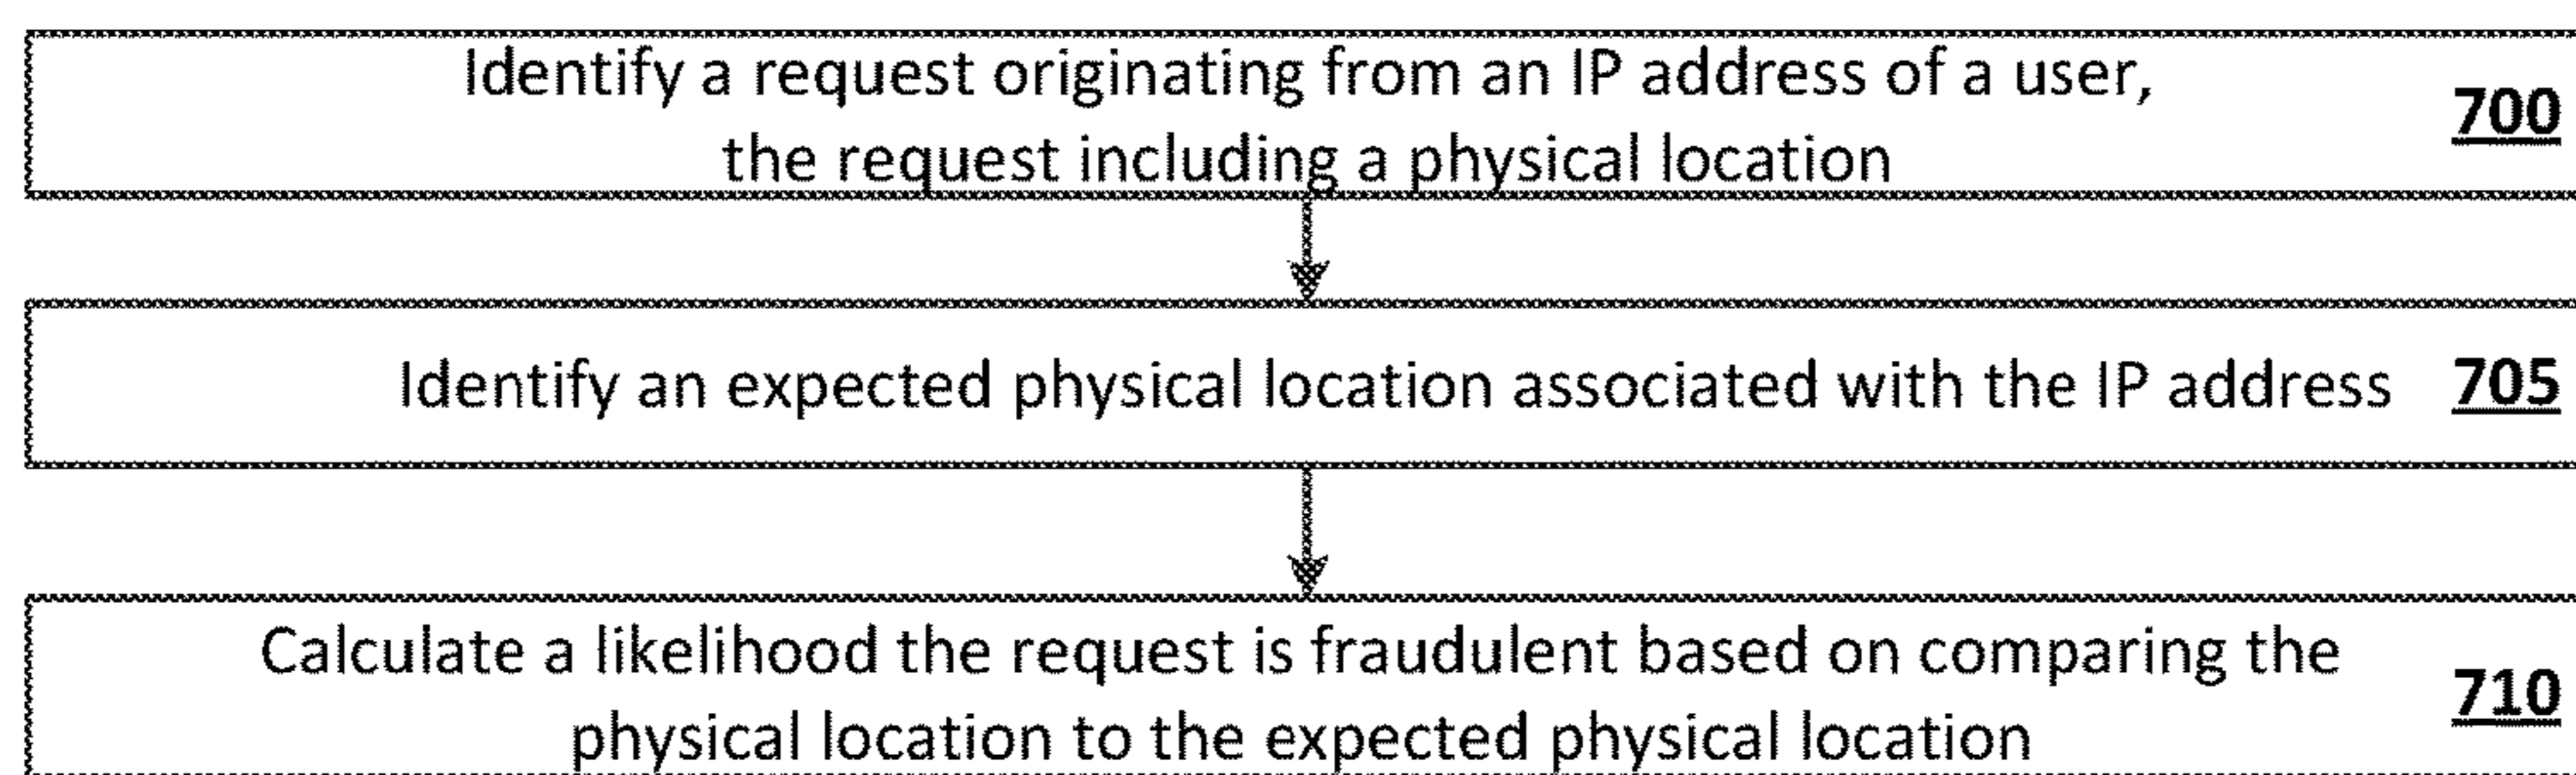 Identify a request originating from an IP address of a user,
the request including a physical location
700
Identify an expected physical location associated with the IP address 705
Calculate a likelihood the request is fraudulent based on comparing the
physical location to the expected physical location
710